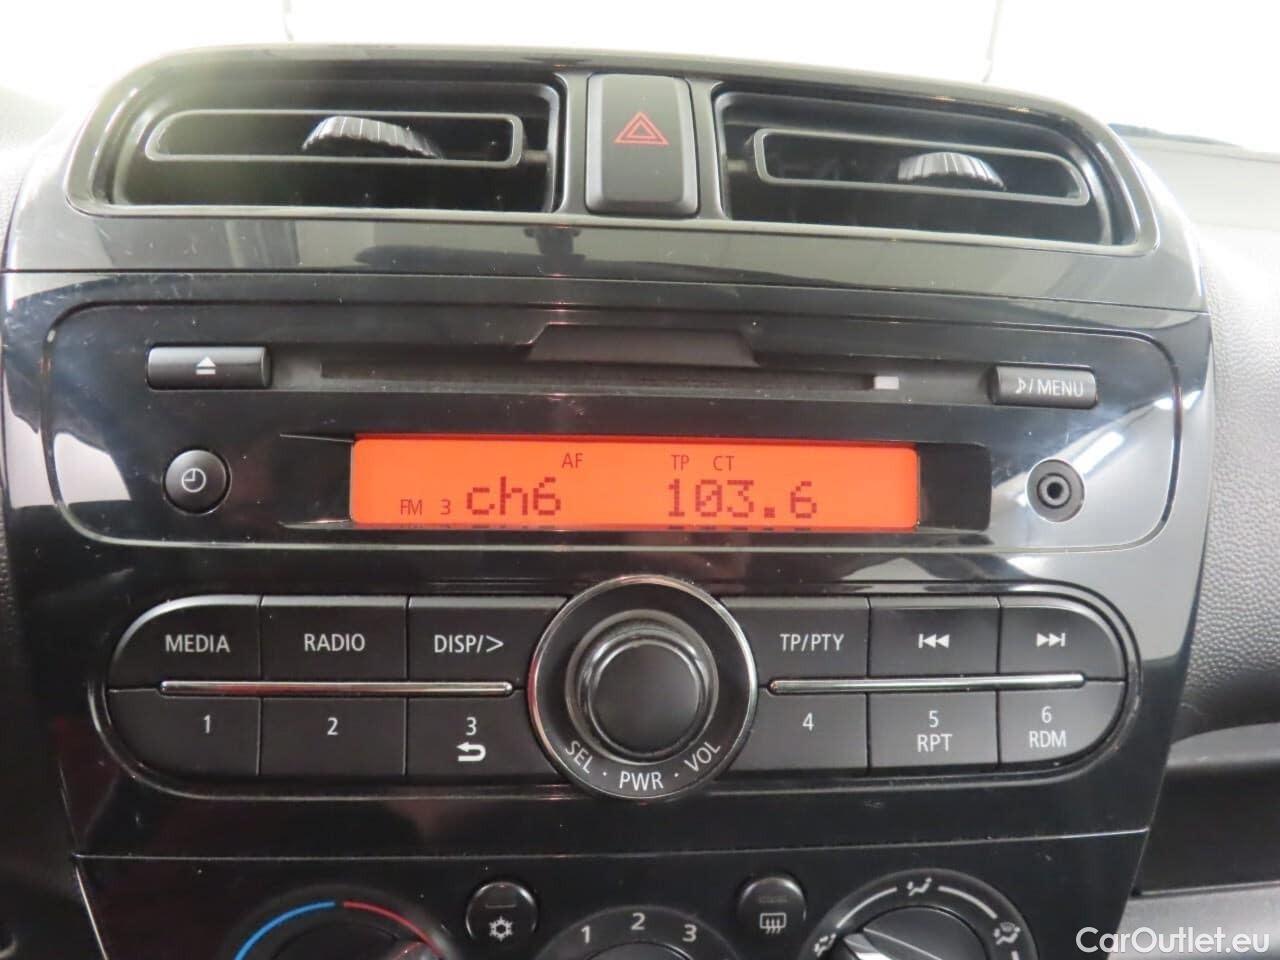 ♪/MENU
AF TP CT
FM 3 ch6 103.6
MEDIA RADIO DISP/> TP/PTY
1 2 3 4 5 6
RPT RDM
SEL · PWR · VOL
1 2 3
CarOutlet.eu